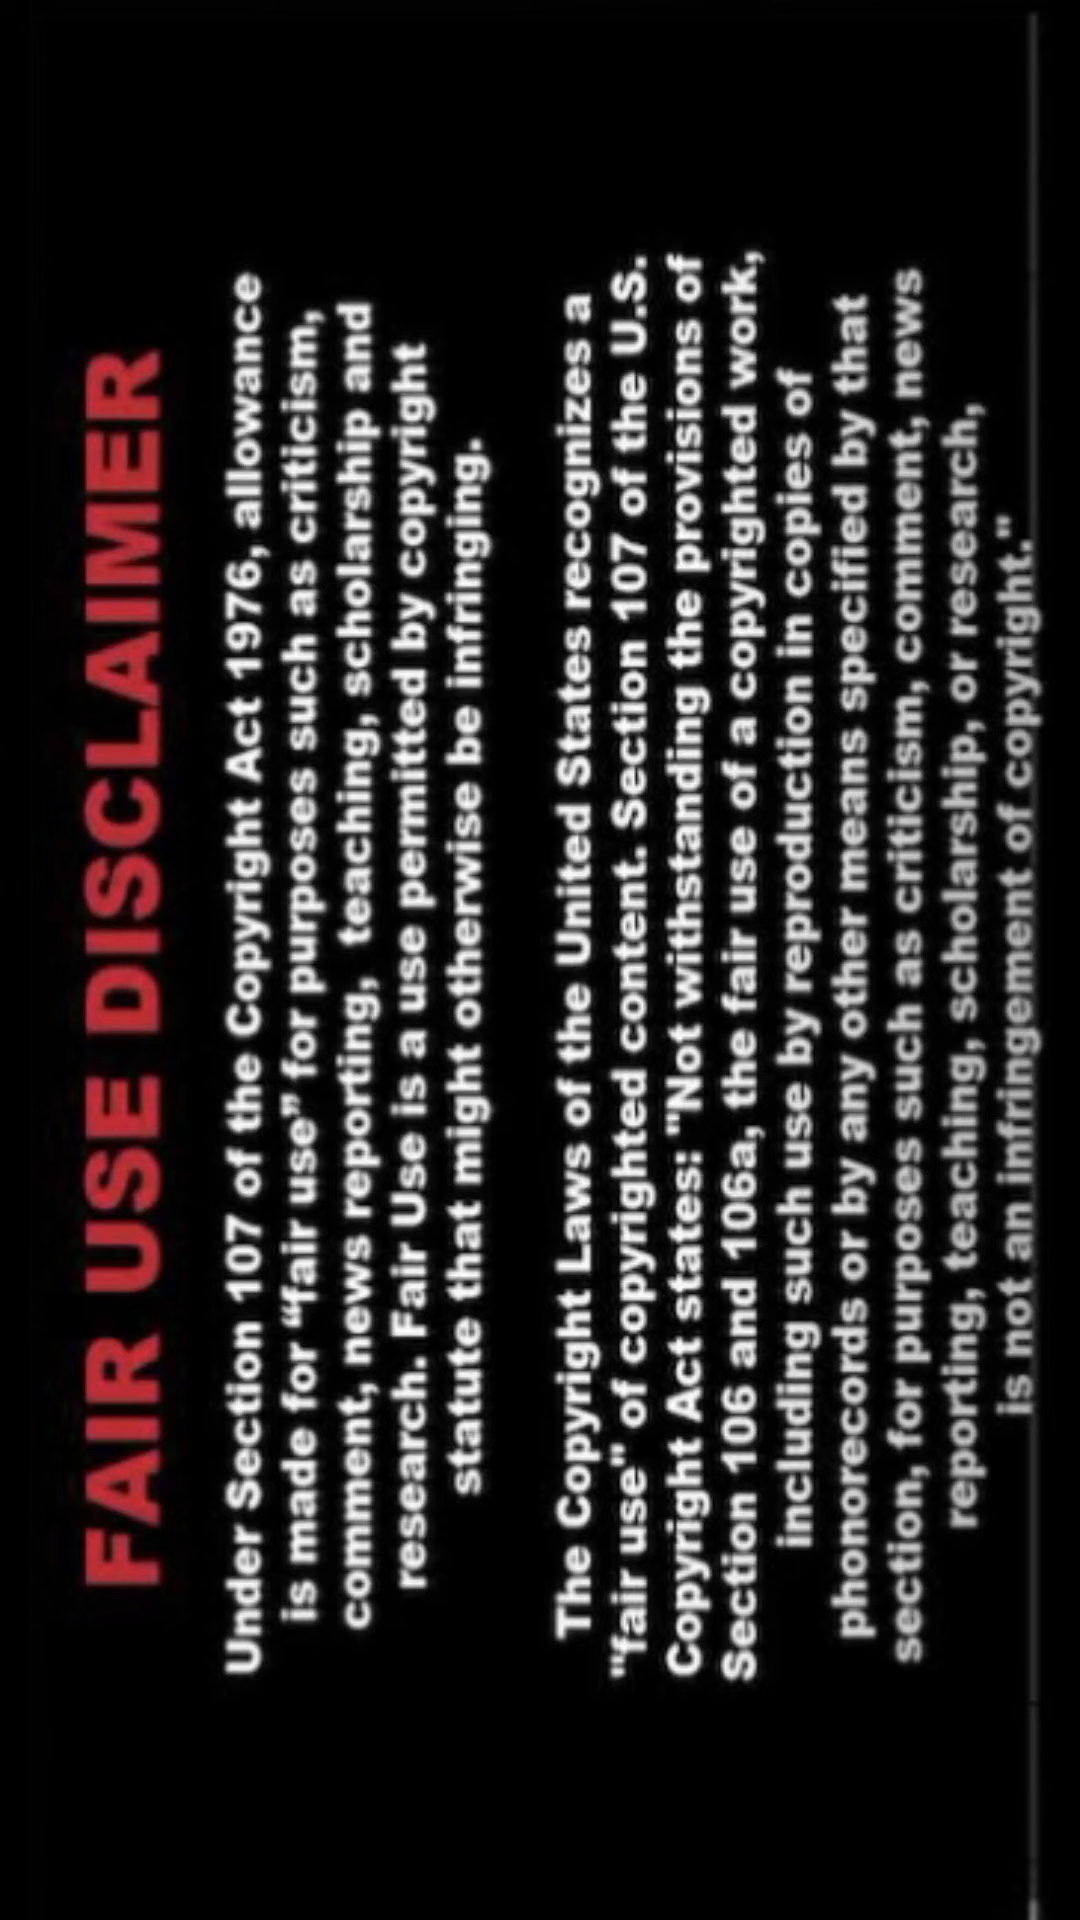 FAIR USE DISCLAIMER
Under Section 107 of the Copyright Act 1976, allowance
is made for “fair use” for purposes such as criticism,
comment, news reporting, teaching, scholarship and
research. Fair Use is a use permitted by copyright
statute that might otherwise be infringing.
The Copyright Laws of the United States recognizes a
"fair use" of copyrighted content. Section 107 of the U.S.
Copyright Act states: "Not withstanding the provisions of
Section 106 and 106a, the fair use of a copyrighted work,
including such use by reproduction in copies of
phonorecords or by any other means specified by that
section, for purposes such as criticism, comment, news
reporting, teaching, scholarship, or research,
is not an infringement of copyright."